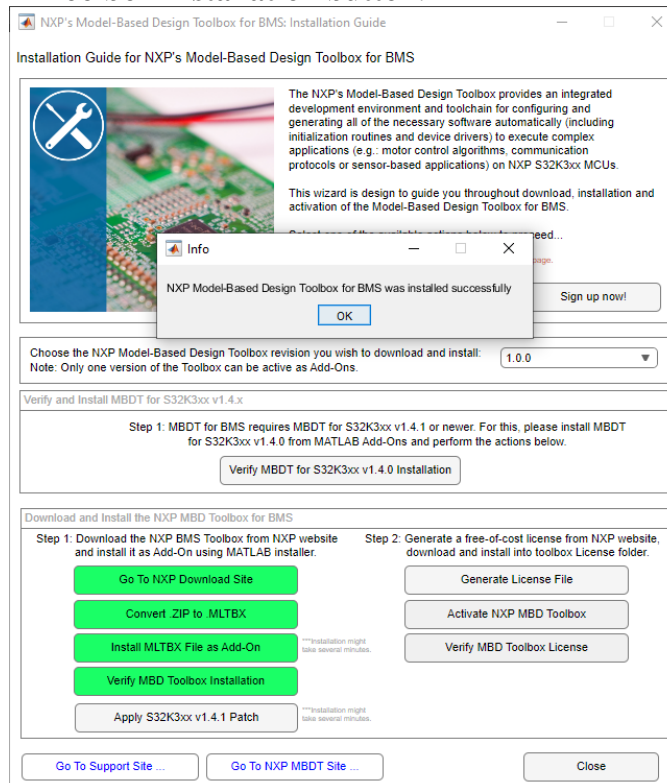 NXP's Model-Based Design Toolbox for BMS: Installation Guide
Installation Guide for NXP's Model-Based Design Toolbox for BMS
The NXP's Model-Based Design Toolbox provides an integrated
development environment and toolchain for configuring and
generating all of the necessary software automatically (including
initialization routines and device drivers) to execute complex
applications (e.g.: motor control algorithms, communication
protocols or sensor-based applications) on NXP S32K3xx MCUs.
This wizard is design to guide you throughout download, installation and
activation of the Model-Based Design Toolbox for BMS.
Info
page.
NXP Model-Based Design Toolbox for BMS was installed successfully
OK
Sign up now!
Choose the NXP Model-Based Design Toolbox revision you wish to download and install:
1.0.0
Note: Only one version of the Toolbox can be active as Add-Ons.
Verify and Install MBDT for S32K3xx v1.4.x
Step 1: MBDT for BMS requires MBDT for S32K3xx v1.4.1 or newer. For this, please install MBDT
for S32K3xx v1.4.0 from MATLAB Add-Ons and perform the actions below.
Verify MBDT for S32K3xx v1.4.0 Installation
Download and Install the NXP MBD Toolbox for BMS
Step 1: Download the NXP BMS Toolbox from NXP website
and install it as Add-On using MATLAB installer.
Go To NXP Download Site
Convert .ZIP to .MLTBX
Install MLTBX File as Add-On
***Installation might
take several minutes.
Verify MBD Toolbox Installation
Apply S32K3xx v1.4.1 Patch
***Installation might
take several minutes.
Step 2: Generate a free-of-cost license from NXP website,
download and install into toolbox License folder.
Generate License File
Activate NXP MBD Toolbox
Verify MBD Toolbox License
Go To Support Site ...
Go To NXP MBDT Site ...
Close